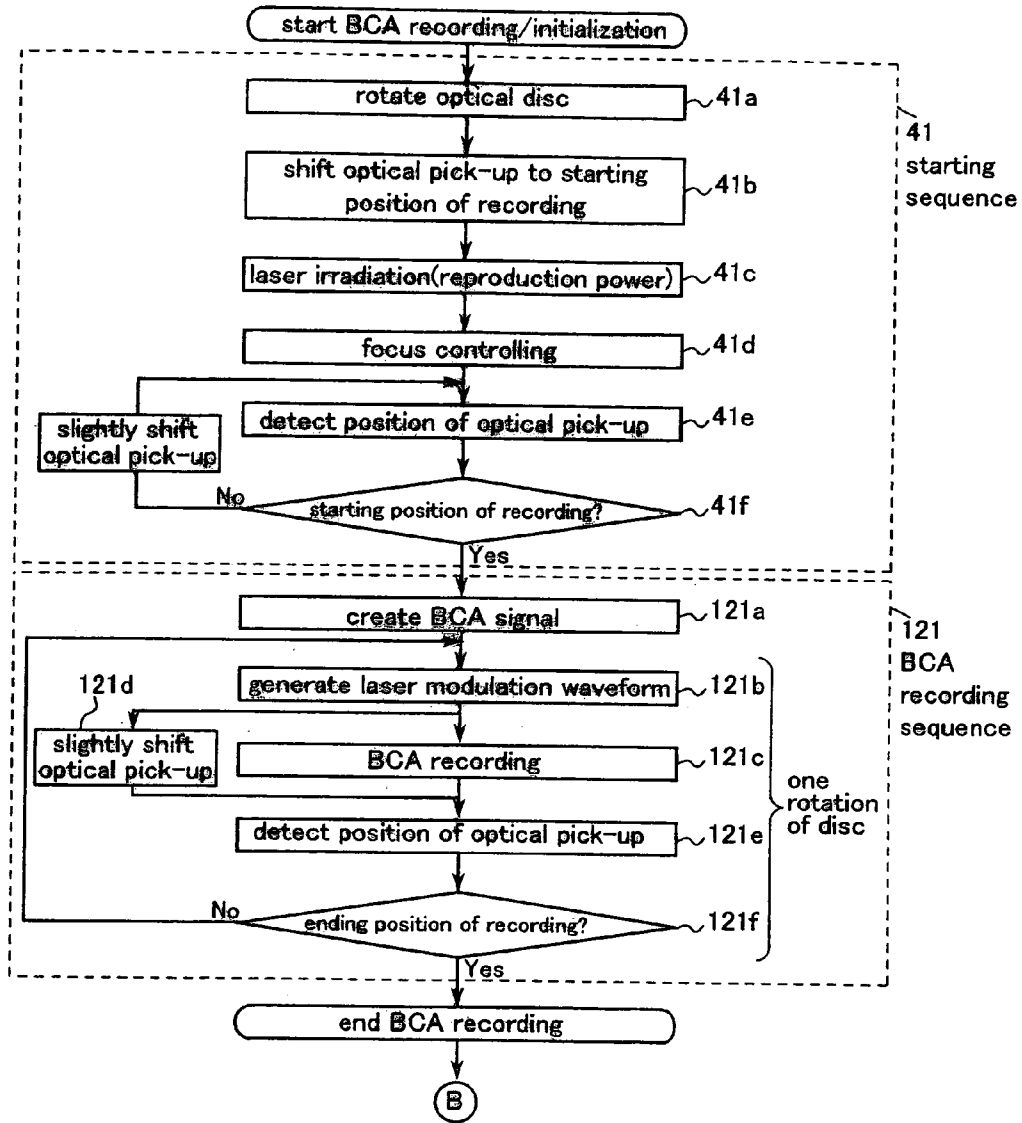 start BCA recording/initialization
rotate optical disc
41a
41
starting
sequence
shift optical pick-up to starting
position of recording
41b
laser irradiation(reproduction power)
41c
focus controlling
41d
slightly shift
optical pick-up
detect position of optical pick-up
41e
No
starting position of recording?
41f
Yes
create BCA signal
121a
121
BCA
recording
sequence
generate laser modulation waveform
121b
121d
slightly shift
optical pick-up
BCA recording
121c
one
rotation
of disc
detect position of optical pick-up
121e
No
ending position of recording?
121f
Yes
end BCA recording
B